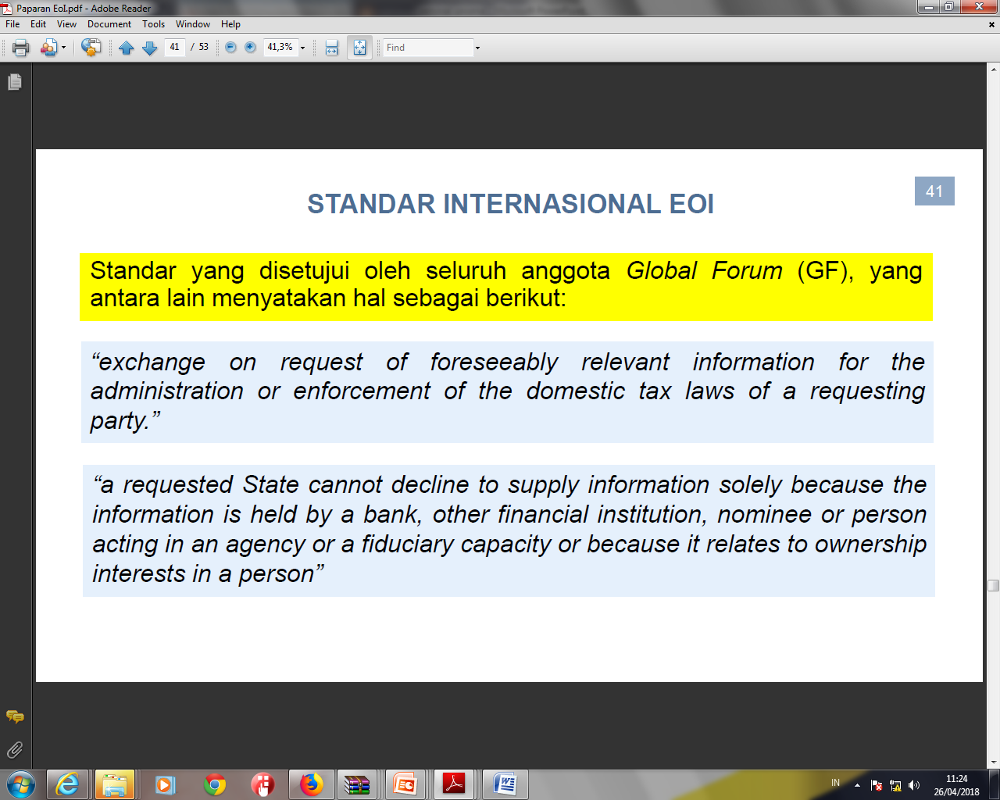 Paparan EoI.pdf - Adobe Reader
File Edit View Document Tools Window Help
41 / 53 41,3% Find
STANDAR INTERNASIONAL EOI
41
Standar yang disetujui oleh seluruh anggota Global Forum (GF), yang
antara lain menyatakan hal sebagai berikut:
“exchange on request of foreseeably relevant information for the
administration or enforcement of the domestic tax laws of a requesting
party.”
“a requested State cannot decline to supply information solely because the
information is held by a bank, other financial institution, nominee or person
acting in an agency or a fiduciary capacity or because it relates to ownership
interests in a person”
IN
11:24
26/04/2018